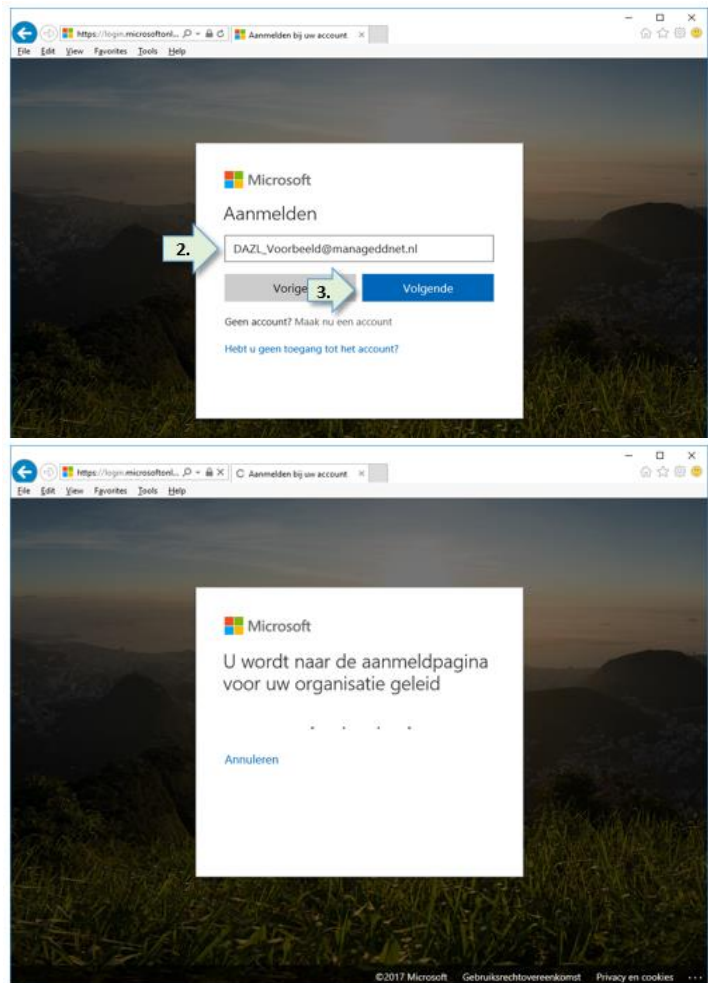 https://login.microsoftonl...
Aanmelden bij uw account
File Edit View Favorites Tools Help
Microsoft
Aanmelden
2.
DAZL_Voorbeeld@manageddnet.nl
Vorige
3.
Volgende
Geen account? Maak nu een account
Hebt u geen toegang tot het account?
https://login.microsoftonl...
Aanmelden bij uw account
File Edit View Favorites Tools Help
Microsoft
U wordt naar de aanmeldpagina
voor uw organisatie geleid
Annuleren
©2017 Microsoft Gebruiksrechtovereenkomst Privacy en cookies ...